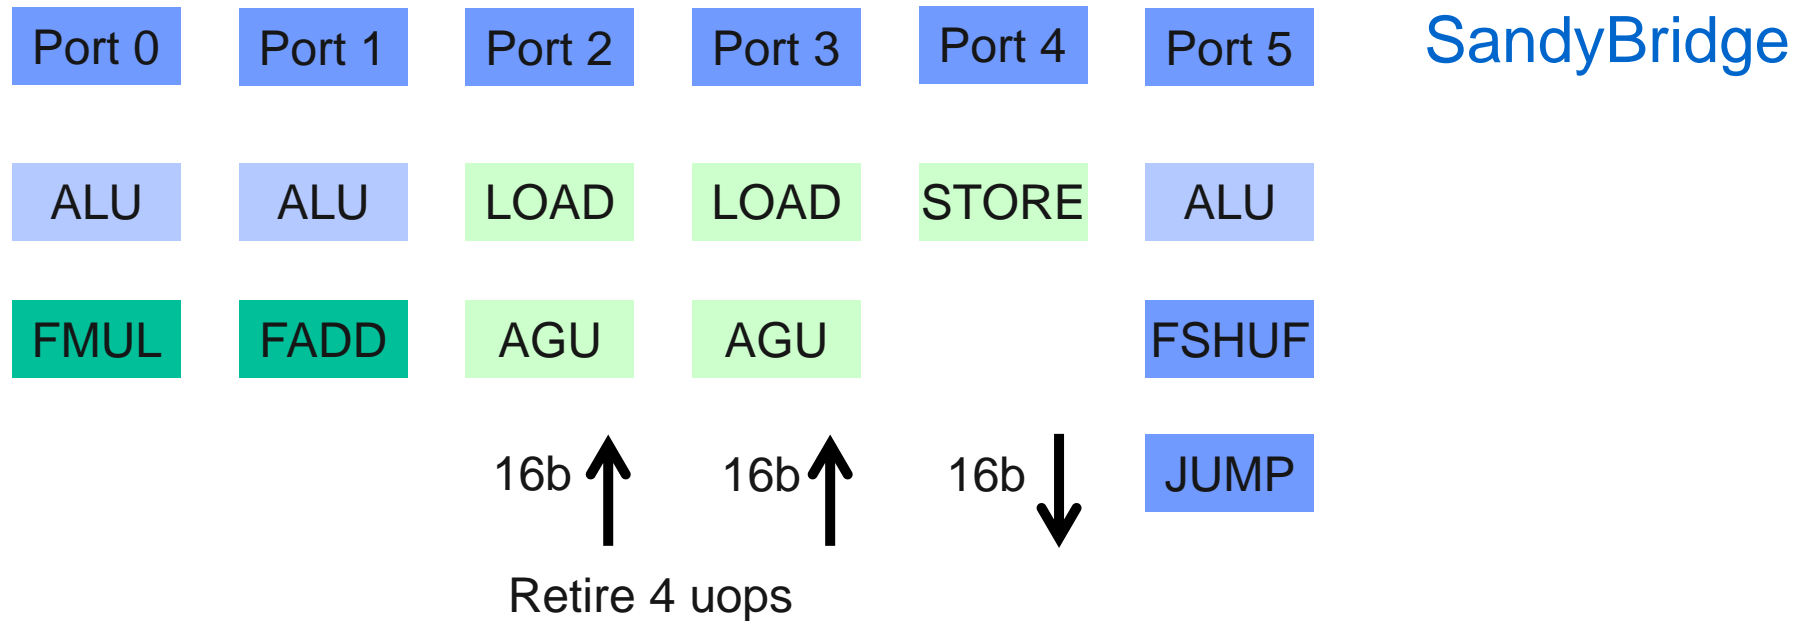 Port 0 Port 1 Port 2 Port 3 Port 4 Port 5 SandyBridge
ALU ALU LOAD LOAD STORE ALU
FMUL FADD AGU AGU FSHUF
16b 16b 16b JUMP
Retire 4 uops